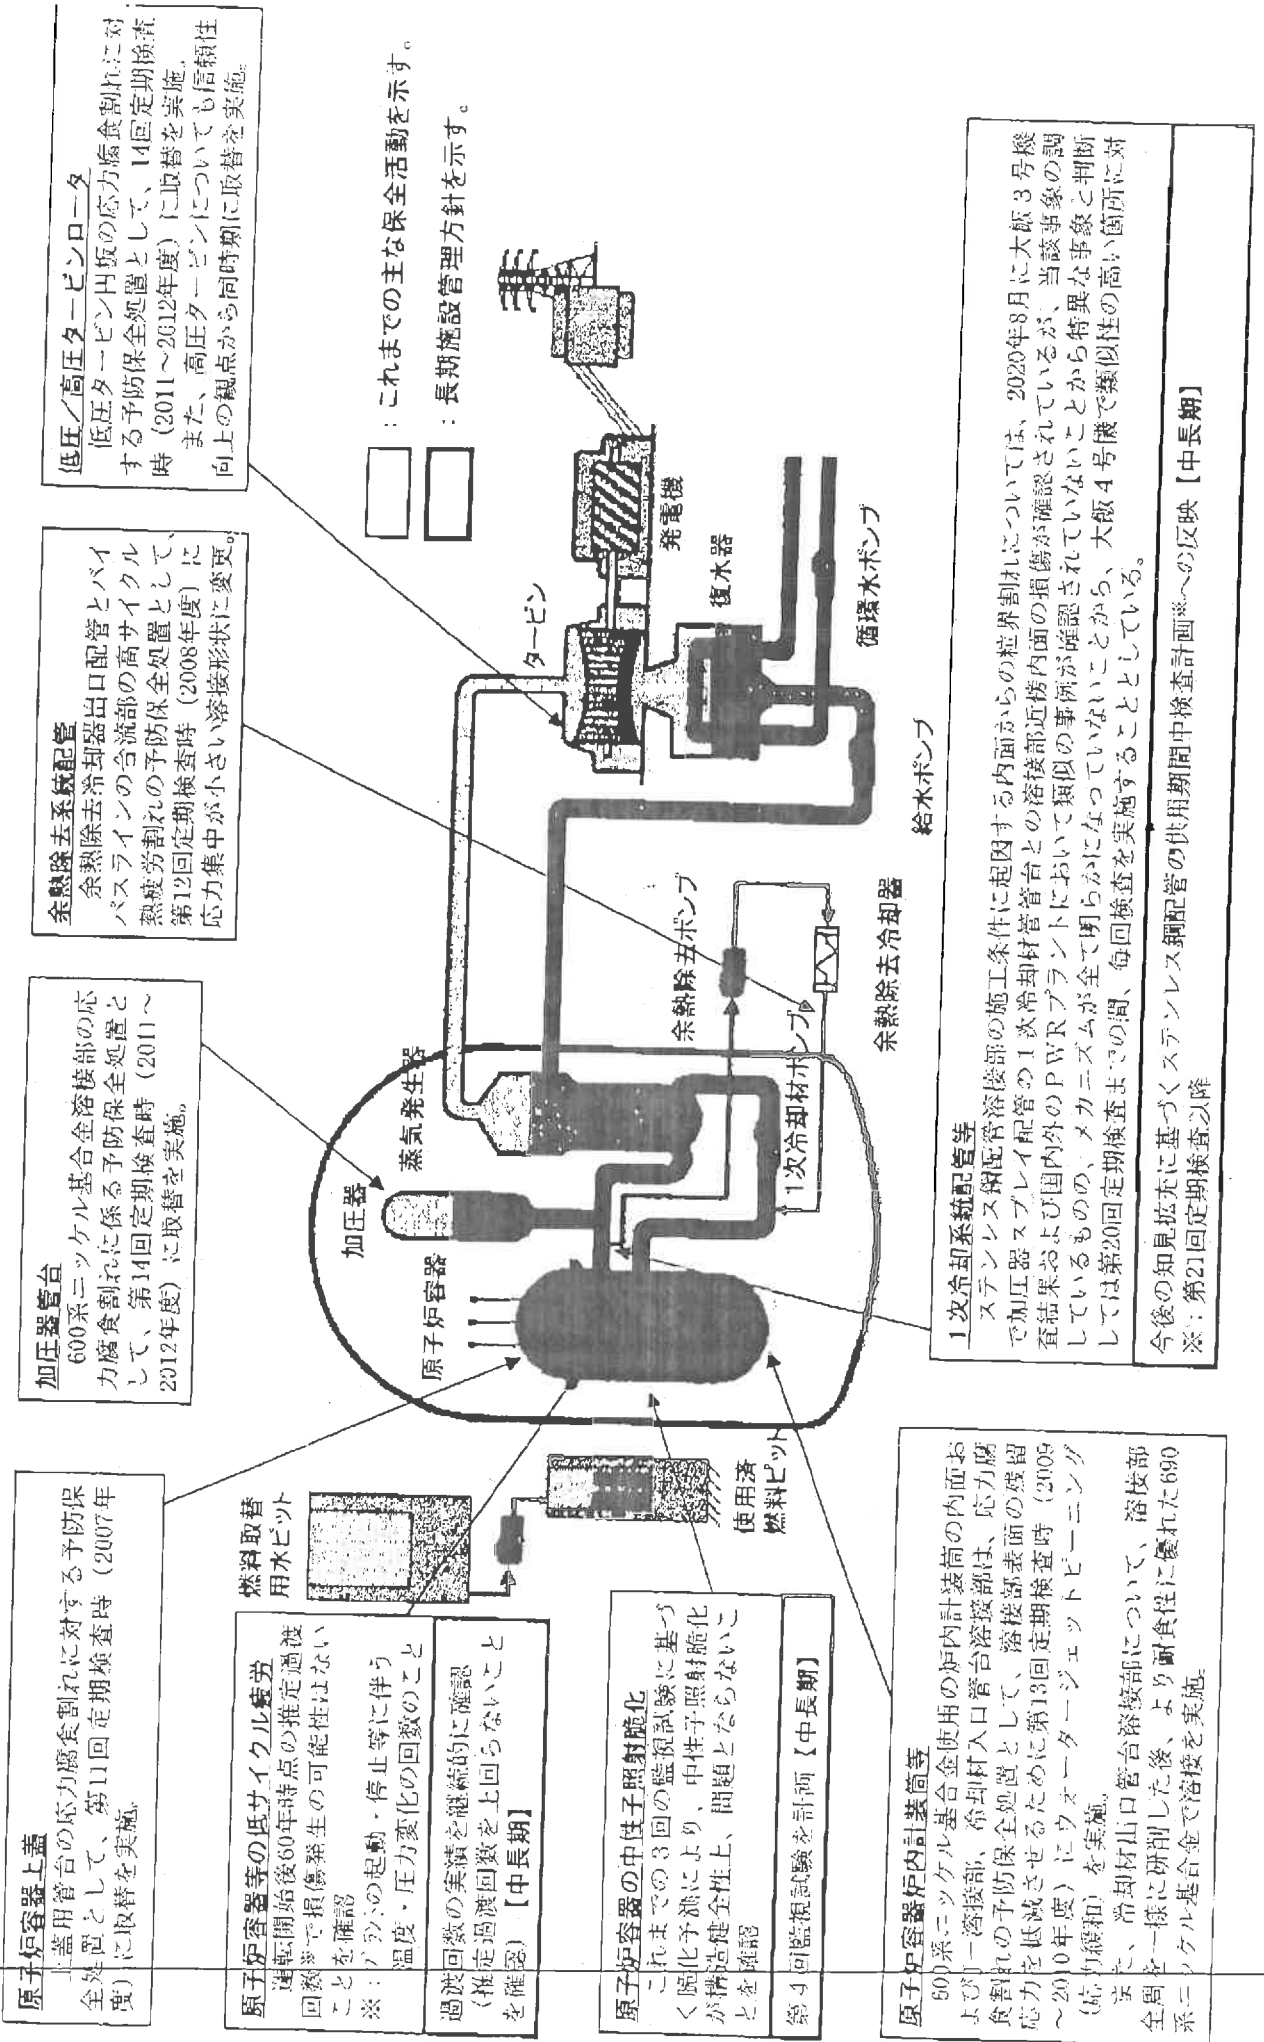 原子炉容器上蓋
上蓋用管台の応力腐食割れに対する予防保
全処置として、第11回定期検査時（2007年
度）に取替を実施。
加圧器管台
600系ニッケル基合金溶接部の応
力腐食割れに係る予防保全処置と
して、第14回定期検査時（2011～
2012年度）に取替を実施。
余熱除去系統配管
余熱除去冷却器出口配管とバイ
パスラインの合流部の高サイクル
熱疲労割れの予防保全処置として、
第12回定期検査時（2008年度）に
応力集中が小さい溶接形状に変更。
低圧／高圧タービンロータ
低圧タービン円板の応力腐食割れに対
する予防保全処置として、14回定期検査
時（2011～2012年度）に取替を実施。
また、高圧タービンについても信頼性
向上の観点から同時期に取替を実施。
：これまでの主な保全活動を示す。
：長期施設管理方針を示す。
原子炉容器等の低サイクル疲労
運転開始後60年時点の推定過渡
回数※で損傷発生の可能性はない
ことを確認
※：プラントの起動・停止等に伴う
温度・圧力変化の回数のこと
過渡回数の実績を継続的に確認
（推定過渡回数を上回らないこと
を確認）【中長期】
燃料取替
用水ピット
使用済
燃料ピット
原子炉容器
加圧器
蒸気発生器
余熱除去ポンプ
1次冷却材ポンプ
余熱除去冷却器
タービン
発電機
復水器
循環水ポンプ
給水ポンプ
原子炉容器の中性子照射脆化
これまでの3回の監視試験に基づ
く脆化予測により、中性子照射脆化
が構造健全性上、問題とならないこ
とを確認
第4回監視試験を計画【中長期】
原子炉容器炉内計装筒等
600系ニッケル基合金使用の炉内計装筒の内面お
よびJ－溶接部、冷却材入口管台溶接部は、応力腐
食割れの予防保全処置として、溶接部表面の残留
応力を低減させるために第13回定期検査時（2009
～2010年度）にウォータージェットピーニング
（応力緩和）を実施。
また、冷却材出口管台溶接部について、溶接部
全周を一様に研削した後、より耐食性に優れた690
系ニッケル基合金で溶接を実施。
1次冷却系統配管等
ステンレス鋼配管溶接部の施工条件に起因する内面からの粒界割れについては、2020年8月に大飯3号機
で加圧器スプレイ配管の1次冷却材管管台との溶接部近傍内面の損傷が確認されているが、当該事象の調
査結果および国内外のPWRプラントにおいて類似の事例が確認されていないことから特異な事象と判断
しているものの、メカニズムが全て明らかになっていないことから、大飯4号機で類似性の高い箇所に対
しては第20回定期検査までの間、毎回検査を実施することとしている。
今後の知見拡充に基づくステンレス鋼配管の供用期間中検査計画※への反映【中長期】
※：第21回定期検査以降